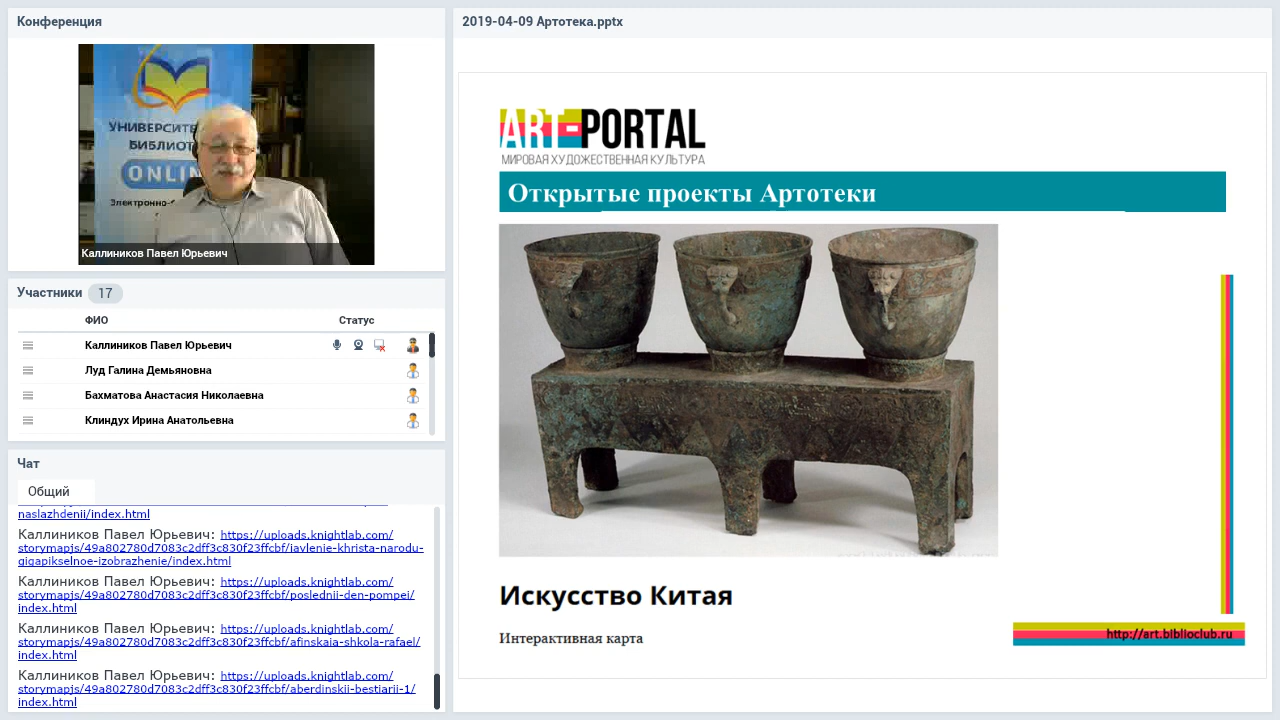 Конференция
УНИВЕРСИТЕ
БИБЛИОТ
ONLIN
Каллиников Павел Юрьевич
Участники 17
ФИО Статус
Каллиников Павел Юрьевич
Луд Галина Демьяновна
Бахматова Анастасия Николаевна
Клиндух Ирина Анатольевна
Чат
Общий
naslazhdenii/index.html
Каллиников Павел Юрьевич: https://uploads.knightlab.com/
storymapjs/49a802780d7083c2dff3c830f23ffcbf/iavlenie-khrista-narodu-
gigapikselnoe-izobrazhenie/index.html
Каллиников Павел Юрьевич: https://uploads.knightlab.com/
storymapjs/49a802780d7083c2dff3c830f23ffcbf/poslednii-den-pompei/
index.html
Каллиников Павел Юрьевич: https://uploads.knightlab.com/
storymapjs/49a802780d7083c2dff3c830f23ffcbf/afinskaia-shkola-rafael/
index.html
Каллиников Павел Юрьевич: https://uploads.knightlab.com/
storymapjs/49a802780d7083c2dff3c830f23ffcbf/aberdinskii-bestiarii-1/
index.html
2019-04-09 Артотека.pptx
ART-PORTAL
МИРОВАЯ ХУДОЖЕСТВЕННАЯ КУЛЬТУРА
Открытые проекты Артотеки
Искусство Китая
Интерактивная карта
http://art.biblioclub.ru